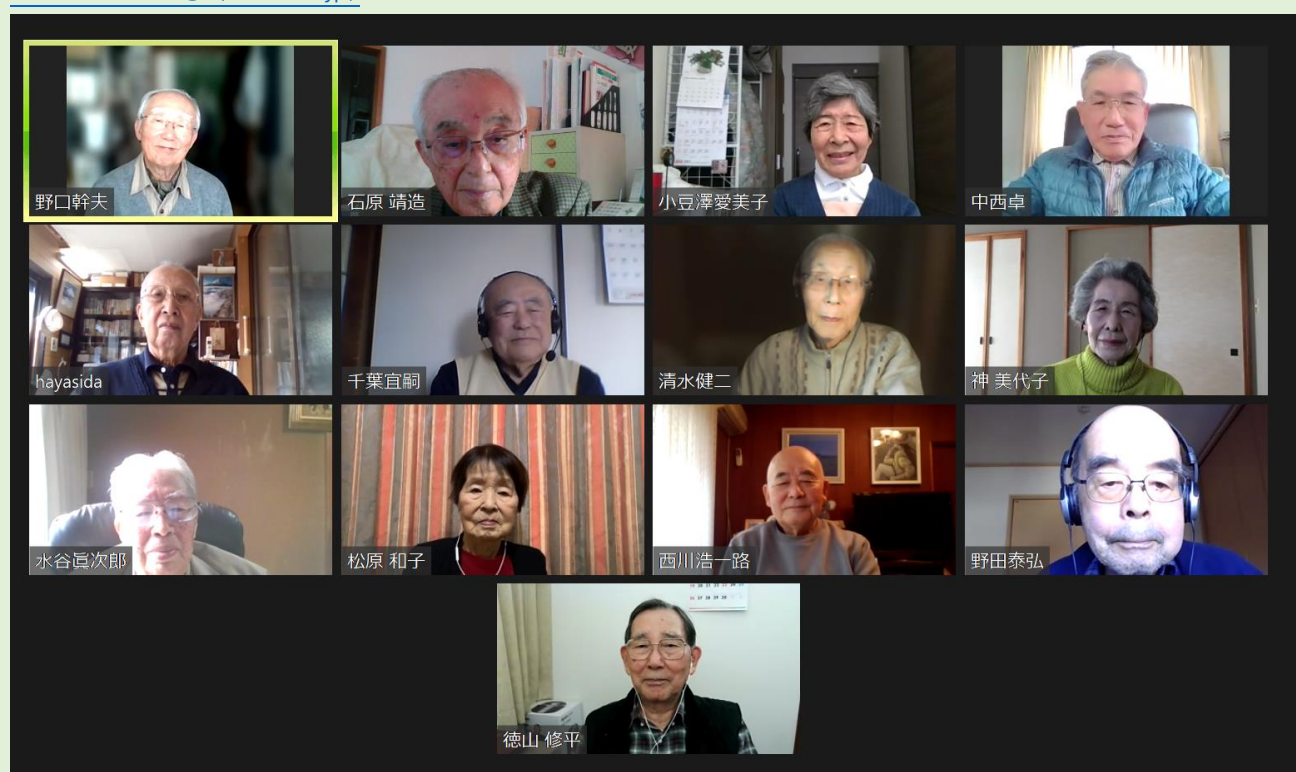 野口幹夫
石原 靖造
小豆澤愛美子
中西卓
hayasida
千葉宜嗣
清水健二
神 美代子
水谷眞次郎
松原 和子
西川浩一路
野田泰弘
徳山 修平